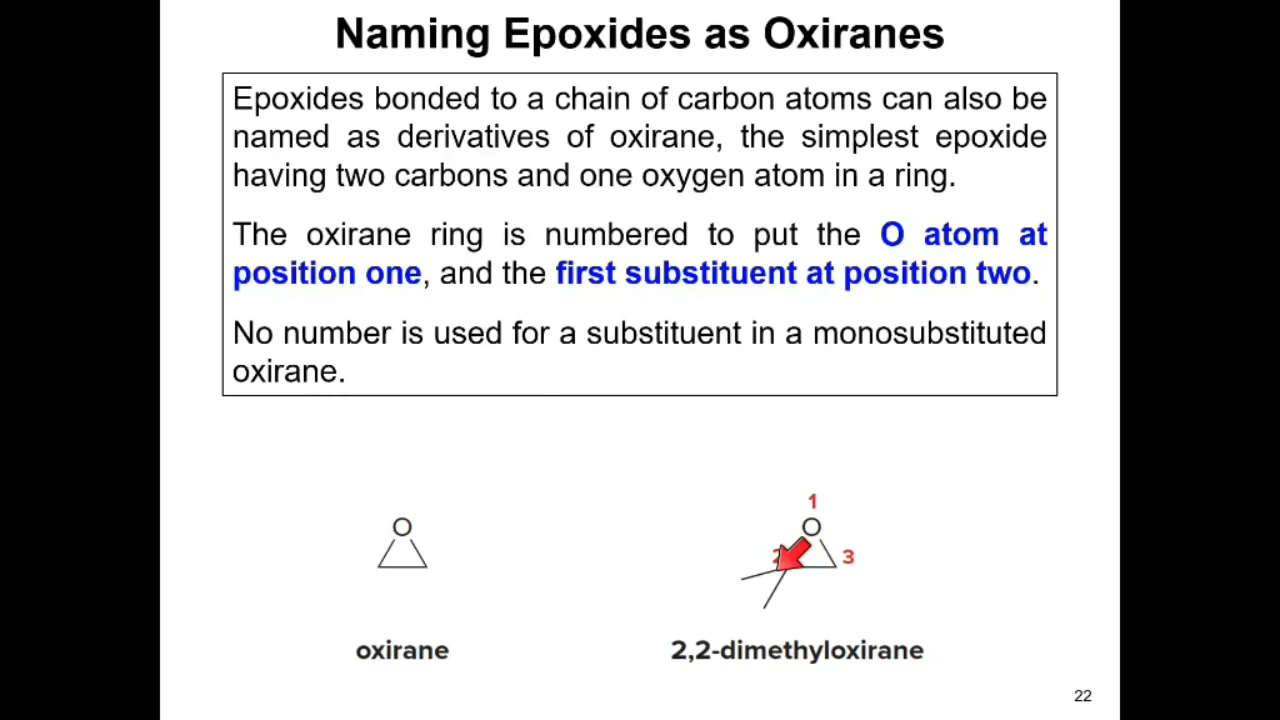 Naming Epoxides as Oxiranes
Epoxides bonded to a chain of carbon atoms can also be
named as derivatives of oxirane, the simplest epoxide
having two carbons and one oxygen atom in a ring.
The oxirane ring is numbered to put the O atom at
position one, and the first substituent at position two.
No number is used for a substituent in a monosubstituted
oxirane.
1
O
O
3
oxirane
2,2-dimethyloxirane
22